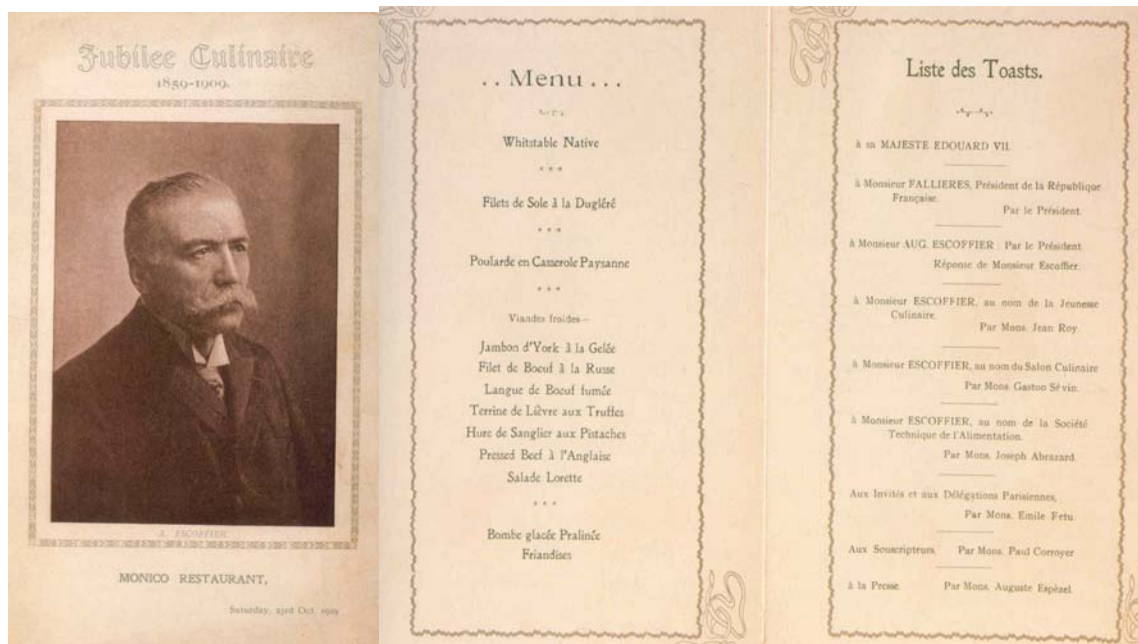 Jubilee Culinaire
1859-1909.
A. ESCOFFIER
MONICO RESTAURANT,
Saturday, 23rd Oct. 1909
. . Menu . . .
Whitstable Native
* * *
Filets de Sole à la Dugléré
* * *
Poularde en Casserole Paysanne
* * *
Viandes froides—
Jambon d'York à la Gelée
Filet de Boeuf à la Russe
Langue de Boeuf fumée
Terrine de Lièvre aux Truffes
Hure de Sanglier aux Pistaches
Pressed Beef à l'Anglaise
Salade Lorette
* * *
Bombe glacée Pralinée
Friandises
Liste des Toasts.
à sa MAJESTE EDOUARD VII.
à Monsieur FALLIERES, Président de la République
Française.
Par le Président.
à Monsieur AUG. ESCOFFIER : Par le Président
Réponse de Monsieur Escoffier.
à Monsieur ESCOFFIER, au nom de la Jeunesse
Culinaire.
Par Mons. Jean Roy.
à Monsieur ESCOFFIER, au nom du Salon Culinaire
Par Mons. Gaston Sévin.
à Monsieur ESCOFFIER, au nom de la Société
Technique de l'Alimentation.
Par Mons. Joseph
Aux Invités et aux Délégations Parisiennes,
Par Mons. Emile Fetu.
Aux Souscripteurs, Par Mons. Paul Corroyer
à la Presse. Par Mons. Auguste Espézel.